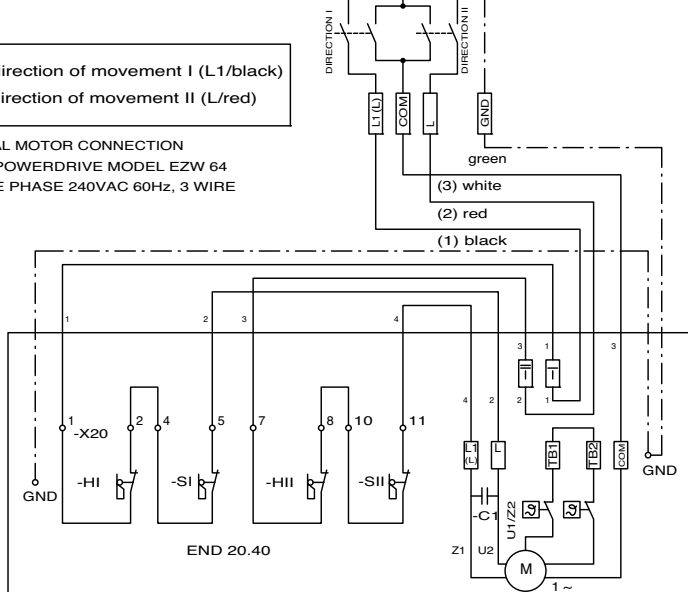 DIRECTION I
DIRECTION II
direction of movement I (L1/black)
direction of movement II (L/red)
L1 (L)
COM
L
GND
AL MOTOR CONNECTION
POWERDRIVE MODEL EZW 64
E PHASE 240VAC 60Hz, 3 WIRE
green
(3) white
(2) red
(1) black
1
2
3
4
3
1
3
4
2
2
1
II
I
1
2
4
5
7
8
10
11
-X20
L1 (L)
L
TB1
TB2
COM
GND
GND
-HI
-SI
-HII
-SII
-C1
U1/Z2
ϑ
ϑ
END 20.40
Z1
U2
M
1 ~